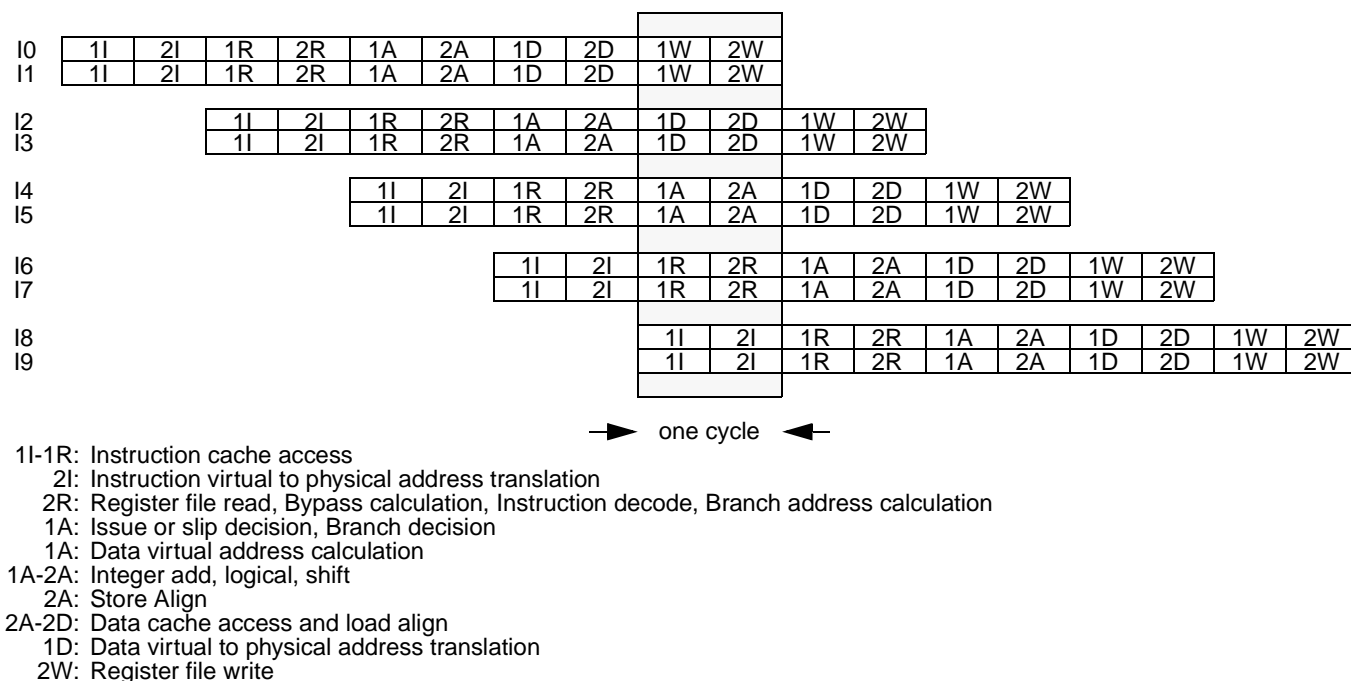 I0 1I 2I 1R 2R 1A 2A 1D 2D 1W 2W
I1 1I 2I 1R 2R 1A 2A 1D 2D 1W 2W
I2 1I 2I 1R 2R 1A 2A 1D 2D 1W 2W
I3 1I 2I 1R 2R 1A 2A 1D 2D 1W 2W
I4 1I 2I 1R 2R 1A 2A 1D 2D 1W 2W
I5 1I 2I 1R 2R 1A 2A 1D 2D 1W 2W
I6 1I 2I 1R 2R 1A 2A 1D 2D 1W 2W
I7 1I 2I 1R 2R 1A 2A 1D 2D 1W 2W
I8 1I 2I 1R 2R 1A 2A 1D 2D 1W 2W
I9 1I 2I 1R 2R 1A 2A 1D 2D 1W 2W
one cycle
1I-1R: Instruction cache access
2I: Instruction virtual to physical address translation
2R: Register file read, Bypass calculation, Instruction decode, Branch address calculation
1A: Issue or slip decision, Branch decision
1A: Data virtual address calculation
1A-2A: Integer add, logical, shift
2A: Store Align
2A-2D: Data cache access and load align
1D: Data virtual to physical address translation
2W: Register file write